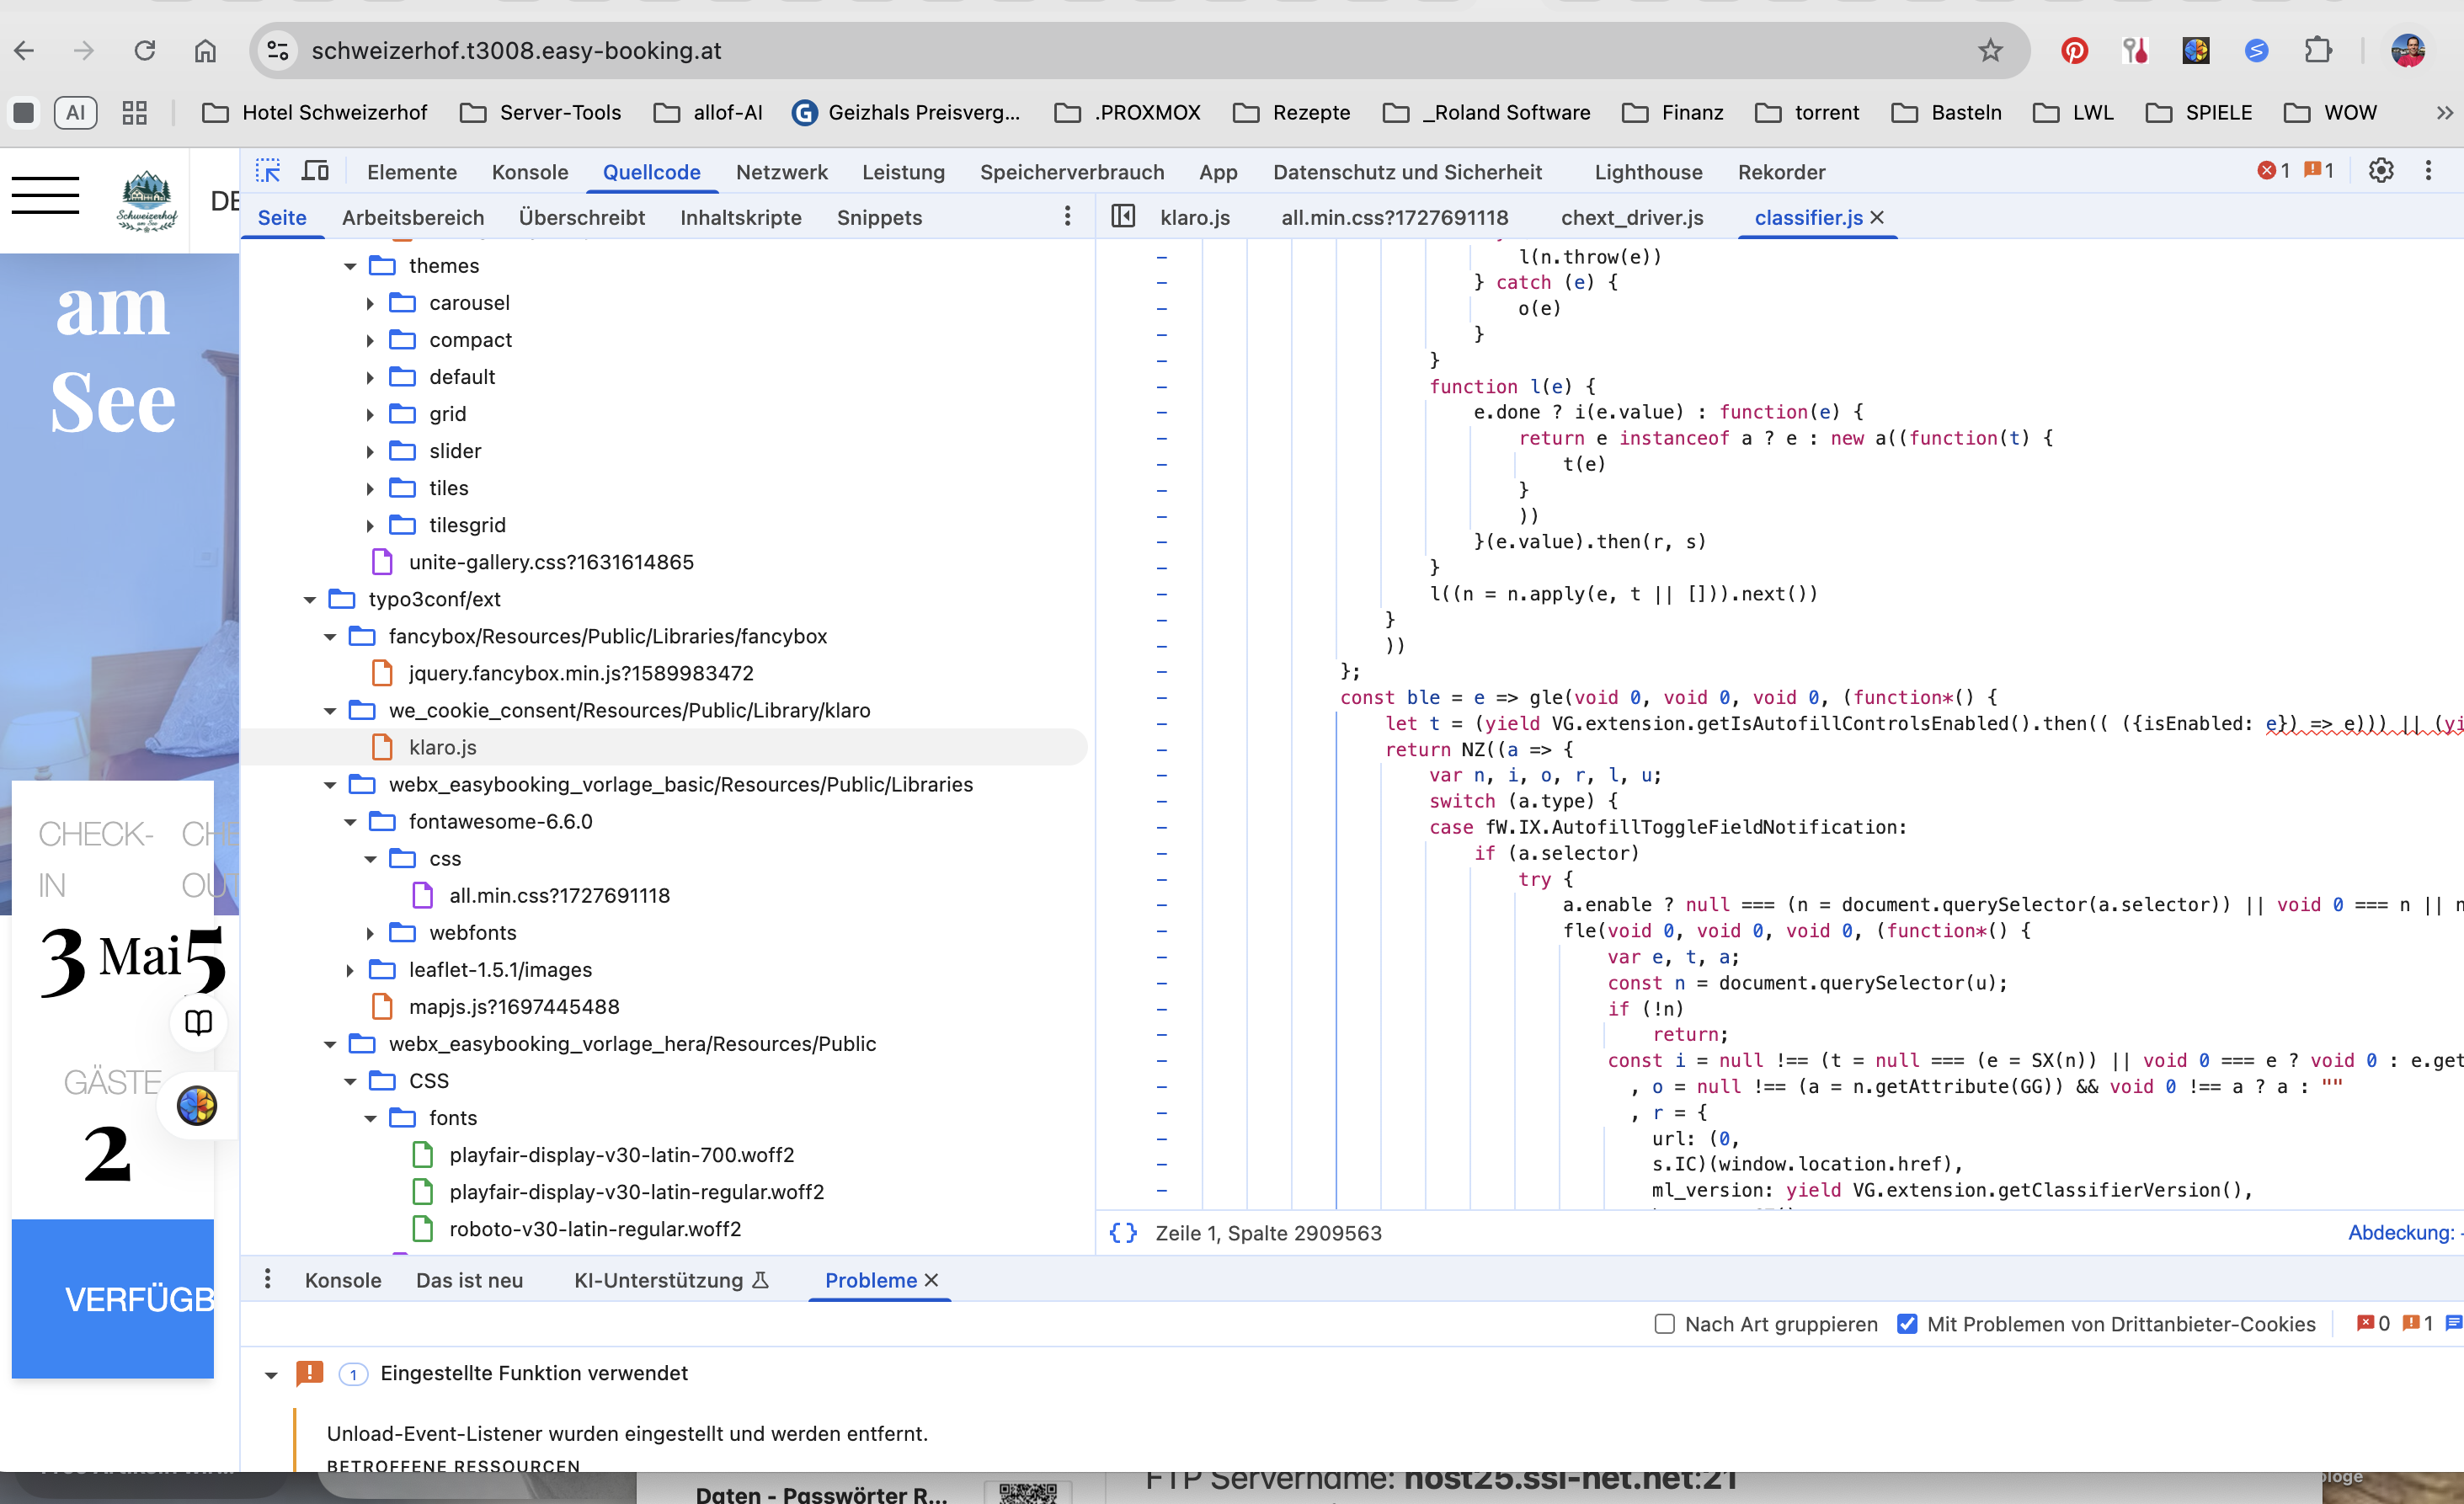 schweizerhof.t3008.easy-booking.at
AI
Hotel Schweizerhof
Server-Tools
allof-AI
Geizhals Preisverg...
.PROXMOX
Rezepte
_Roland Software
Finanz
torrent
Basteln
LWL
SPIELE
WOW
Schweizerhof
am See
DE
am
See
CHECK-
IN
CHE
OUT
3 Mai
5
GÄSTE
2
VERFÜGB
Elemente
Konsole
Quellcode
Netzwerk
Leistung
Speicherverbrauch
App
Datenschutz und Sicherheit
Lighthouse
Rekorder
1
1
Seite
Arbeitsbereich
Überschreibt
Inhaltskripte
Snippets
klaro.js
all.min.css?1727691118
chext_driver.js
classifier.js
themes
carousel
compact
default
grid
slider
tiles
tilesgrid
unite-gallery.css?1631614865
typo3conf/ext
fancybox/Resources/Public/Libraries/fancybox
jquery.fancybox.min.js?1589983472
we_cookie_consent/Resources/Public/Library/klaro
klaro.js
webx_easybooking_vorlage_basic/Resources/Public/Libraries
fontawesome-6.6.0
css
all.min.css?1727691118
webfonts
leaflet-1.5.1/images
mapjs.js?1697445488
webx_easybooking_vorlage_hera/Resources/Public
CSS
fonts
playfair-display-v30-latin-700.woff2
playfair-display-v30-latin-regular.woff2
roboto-v30-latin-regular.woff2
l(n.throw(e))
} catch (e) {
o(e)
}
}
function l(e) {
e.done ? i(e.value) : function(e) {
return e instanceof a ? e : new a((function(t) {
t(e)
}
))
}(e.value).then(r, s)
}
l((n = n.apply(e, t || [])).next())
}
))
};
const ble = e => gle(void 0, void 0, void 0, (function*() {
let t = (yield VG.extension.getIsAutofillControlsEnabled().then(( ({isEnabled: e}) => e))) || (yi
return NZ((a => {
var n, i, o, r, l, u;
switch (a.type) {
case fW.IX.AutofillToggleFieldNotification:
if (a.selector)
try {
a.enable ? null === (n = document.querySelector(a.selector)) || void 0 === n || n
fle(void 0, void 0, void 0, (function*() {
var e, t, a;
const n = document.querySelector(u);
if (!n)
return;
const i = null !== (t = null === (e = SX(n)) || void 0 === e ? void 0 : e.get
, o = null !== (a = n.getAttribute(GG)) && void 0 !== a ? a : ""
, r = {
url: (0,
s.IC)(window.location.href),
ml_version: yield VG.extension.getClassifierVersion(),
{} Zeile 1, Spalte 2909563
Abdeckung: -
Konsole
Das ist neu
KI-Unterstützung
Probleme
Nach Art gruppieren
Mit Problemen von Drittanbieter-Cookies
0
1
1 Eingestellte Funktion verwendet
Unload-Event-Listener wurden eingestellt und werden entfernt.
BETROFFENE RESSOURCEN
Daten - Passwörter R...
FTP Servername: host25.ssl-net.net:21